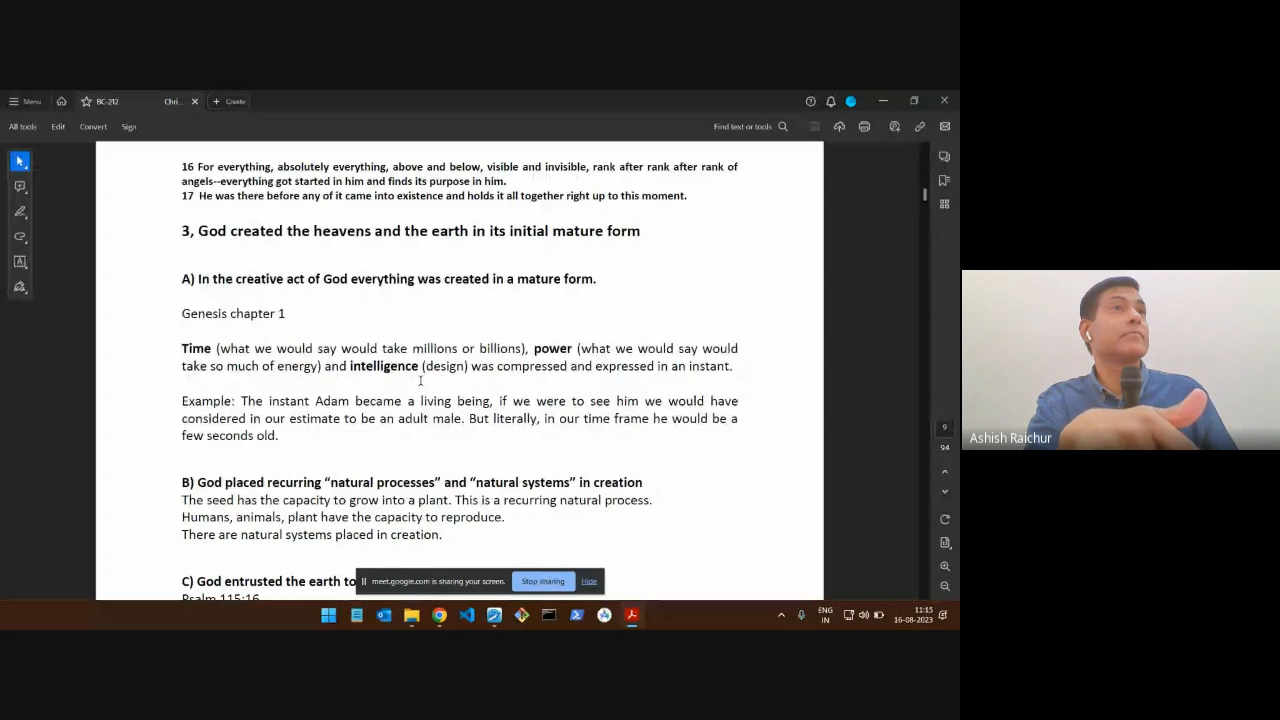 Menu
BC-212
Chri...
Create
All tools
Edit
Convert
Sign
Find text or tools
16 For everything, absolutely everything, above and below, visible and invisible, rank after rank after rank of
angels--everything got started in him and finds its purpose in him.
17 He was there before any of it came into existence and holds it all together right up to this moment.
3, God created the heavens and the earth in its initial mature form
A) In the creative act of God everything was created in a mature form.
Genesis chapter 1
Time (what we would say would take millions or billions), power (what we would say would
take so much of energy) and intelligence (design) was compressed and expressed in an instant.
Example: The instant Adam became a living being, if we were to see him we would have
considered in our estimate to be an adult male. But literally, in our time frame he would be a
few seconds old.
B) God placed recurring “natural processes” and “natural systems” in creation
The seed has the capacity to grow into a plant. This is a recurring natural process.
Humans, animals, plant have the capacity to reproduce.
There are natural systems placed in creation.
C) God entrusted the earth to
Psalm 115:16
meet.google.com is sharing your screen.
Stop sharing
Hide
9
94
ENG
IN
11:15
16-08-2023
Ashish Raichur